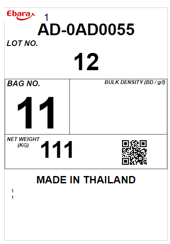 Ebara
1
AD-0AD0055
LOT NO.
12
BAG NO.
BULK DENSITY (BD / g/l)
11
NET WEIGHT
(KG)
111
MADE IN THAILAND
1
1